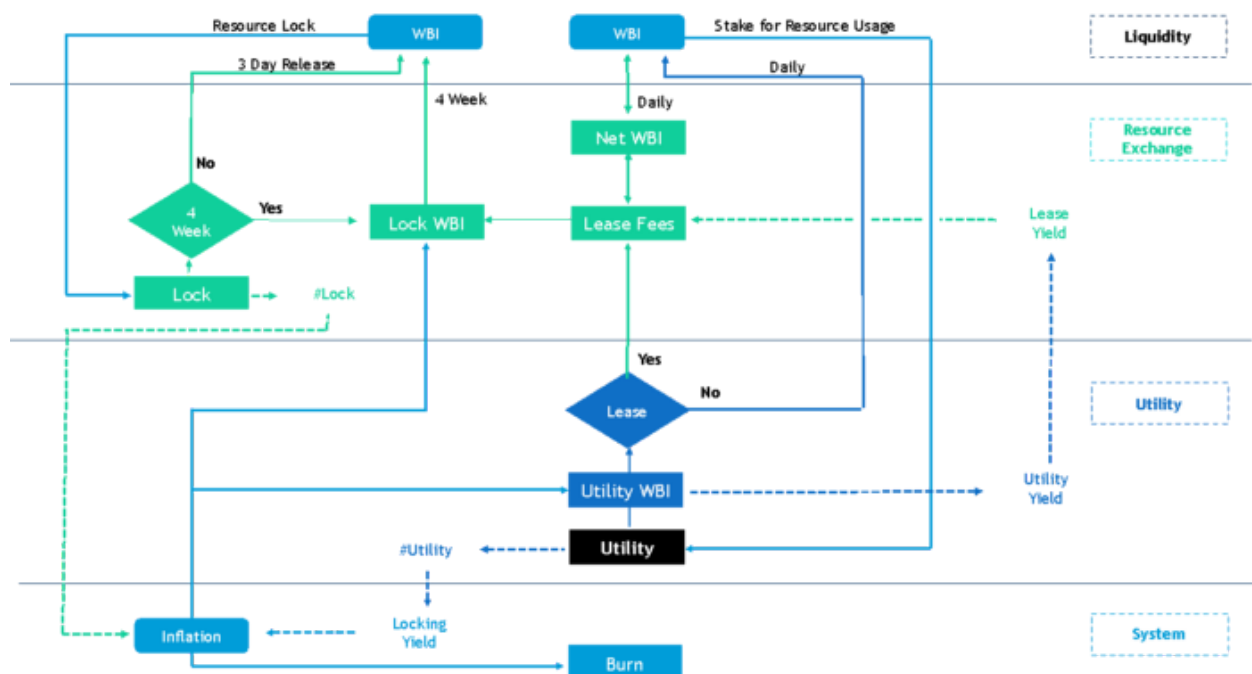 Resource Lock
WBI
WBI
Stake for Resource Usage
Liquidity
3 Day Release
Daily
4 Week
Daily
Resource
Exchange
Net WBI
No
4
Week
Yes
Lock WBI
Lease Fees
Lease
Yield
Lock
#Lock
Yes
No
Lease
Utility
Utility WBI
Utility
Yield
#Utility
Utility
Inflation
Locking
Yield
System
Burn